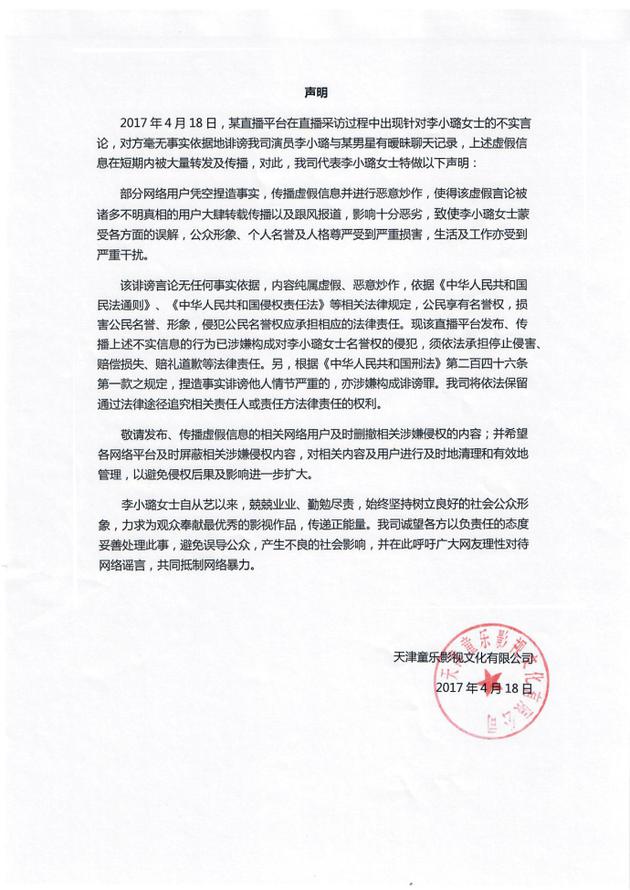 声明
2017 年 4 月 18 日，某直播平台在直播采访过程中出现针对李小璐女士的不实言
论，对方毫无事实依据地诽谤我司演员李小璐与某男星有暧昧聊天记录，上述虚假信
息在短期内被大量转发及传播，对此，我司代表李小璐女士特做以下声明：
部分网络用户凭空捏造事实，传播虚假信息并进行恶意炒作，使得该虚假言论被
诸多不明真相的用户大肆转载传播以及跟风报道，影响十分恶劣，致使李小璐女士蒙
受各方面的误解，公众形象、个人名誉及人格尊严受到严重损害，生活及工作亦受到
严重干扰。
该诽谤言论无任何事实依据，内容纯属虚假、恶意炒作，依据《中华人民共和国
民法通则》、《中华人民共和国侵权责任法》等相关法律规定，公民享有名誉权，损
害公民名誉、形象，侵犯公民名誉权应承担相应的法律责任。现该直播平台发布、传
播上述不实信息的行为已涉嫌构成对李小璐女士名誉权的侵犯，须依法承担停止侵害、
赔偿损失、赔礼道歉等法律责任。另，根据《中华人民共和国刑法》第二百四十六条
第一款之规定，捏造事实诽谤他人情节严重的，亦涉嫌构成诽谤罪。我司将依法保留
通过法律途径追究相关责任人或责任方法律责任的权利。
敬请发布、传播虚假信息的相关网络用户及时删撤相关涉嫌侵权的内容；并希望
各网络平台及时屏蔽相关涉嫌侵权内容，对相关内容及用户进行及时地清理和有效地
管理，以避免侵权后果及影响进一步扩大。
李小璐女士自从艺以来，兢兢业业、勤勉尽责，始终坚持树立良好的社会公众形
象，力求为观众奉献最优秀的影视作品，传递正能量。我司诚望各方以负责任的态度
妥善处理此事，避免误导公众，产生不良的社会影响，并在此呼吁广大网友理性对待
网络谣言，共同抵制网络暴力。
天津童乐影视文化有限公司
2017 年 4 月 18 日
天津童乐影视文化有限公司